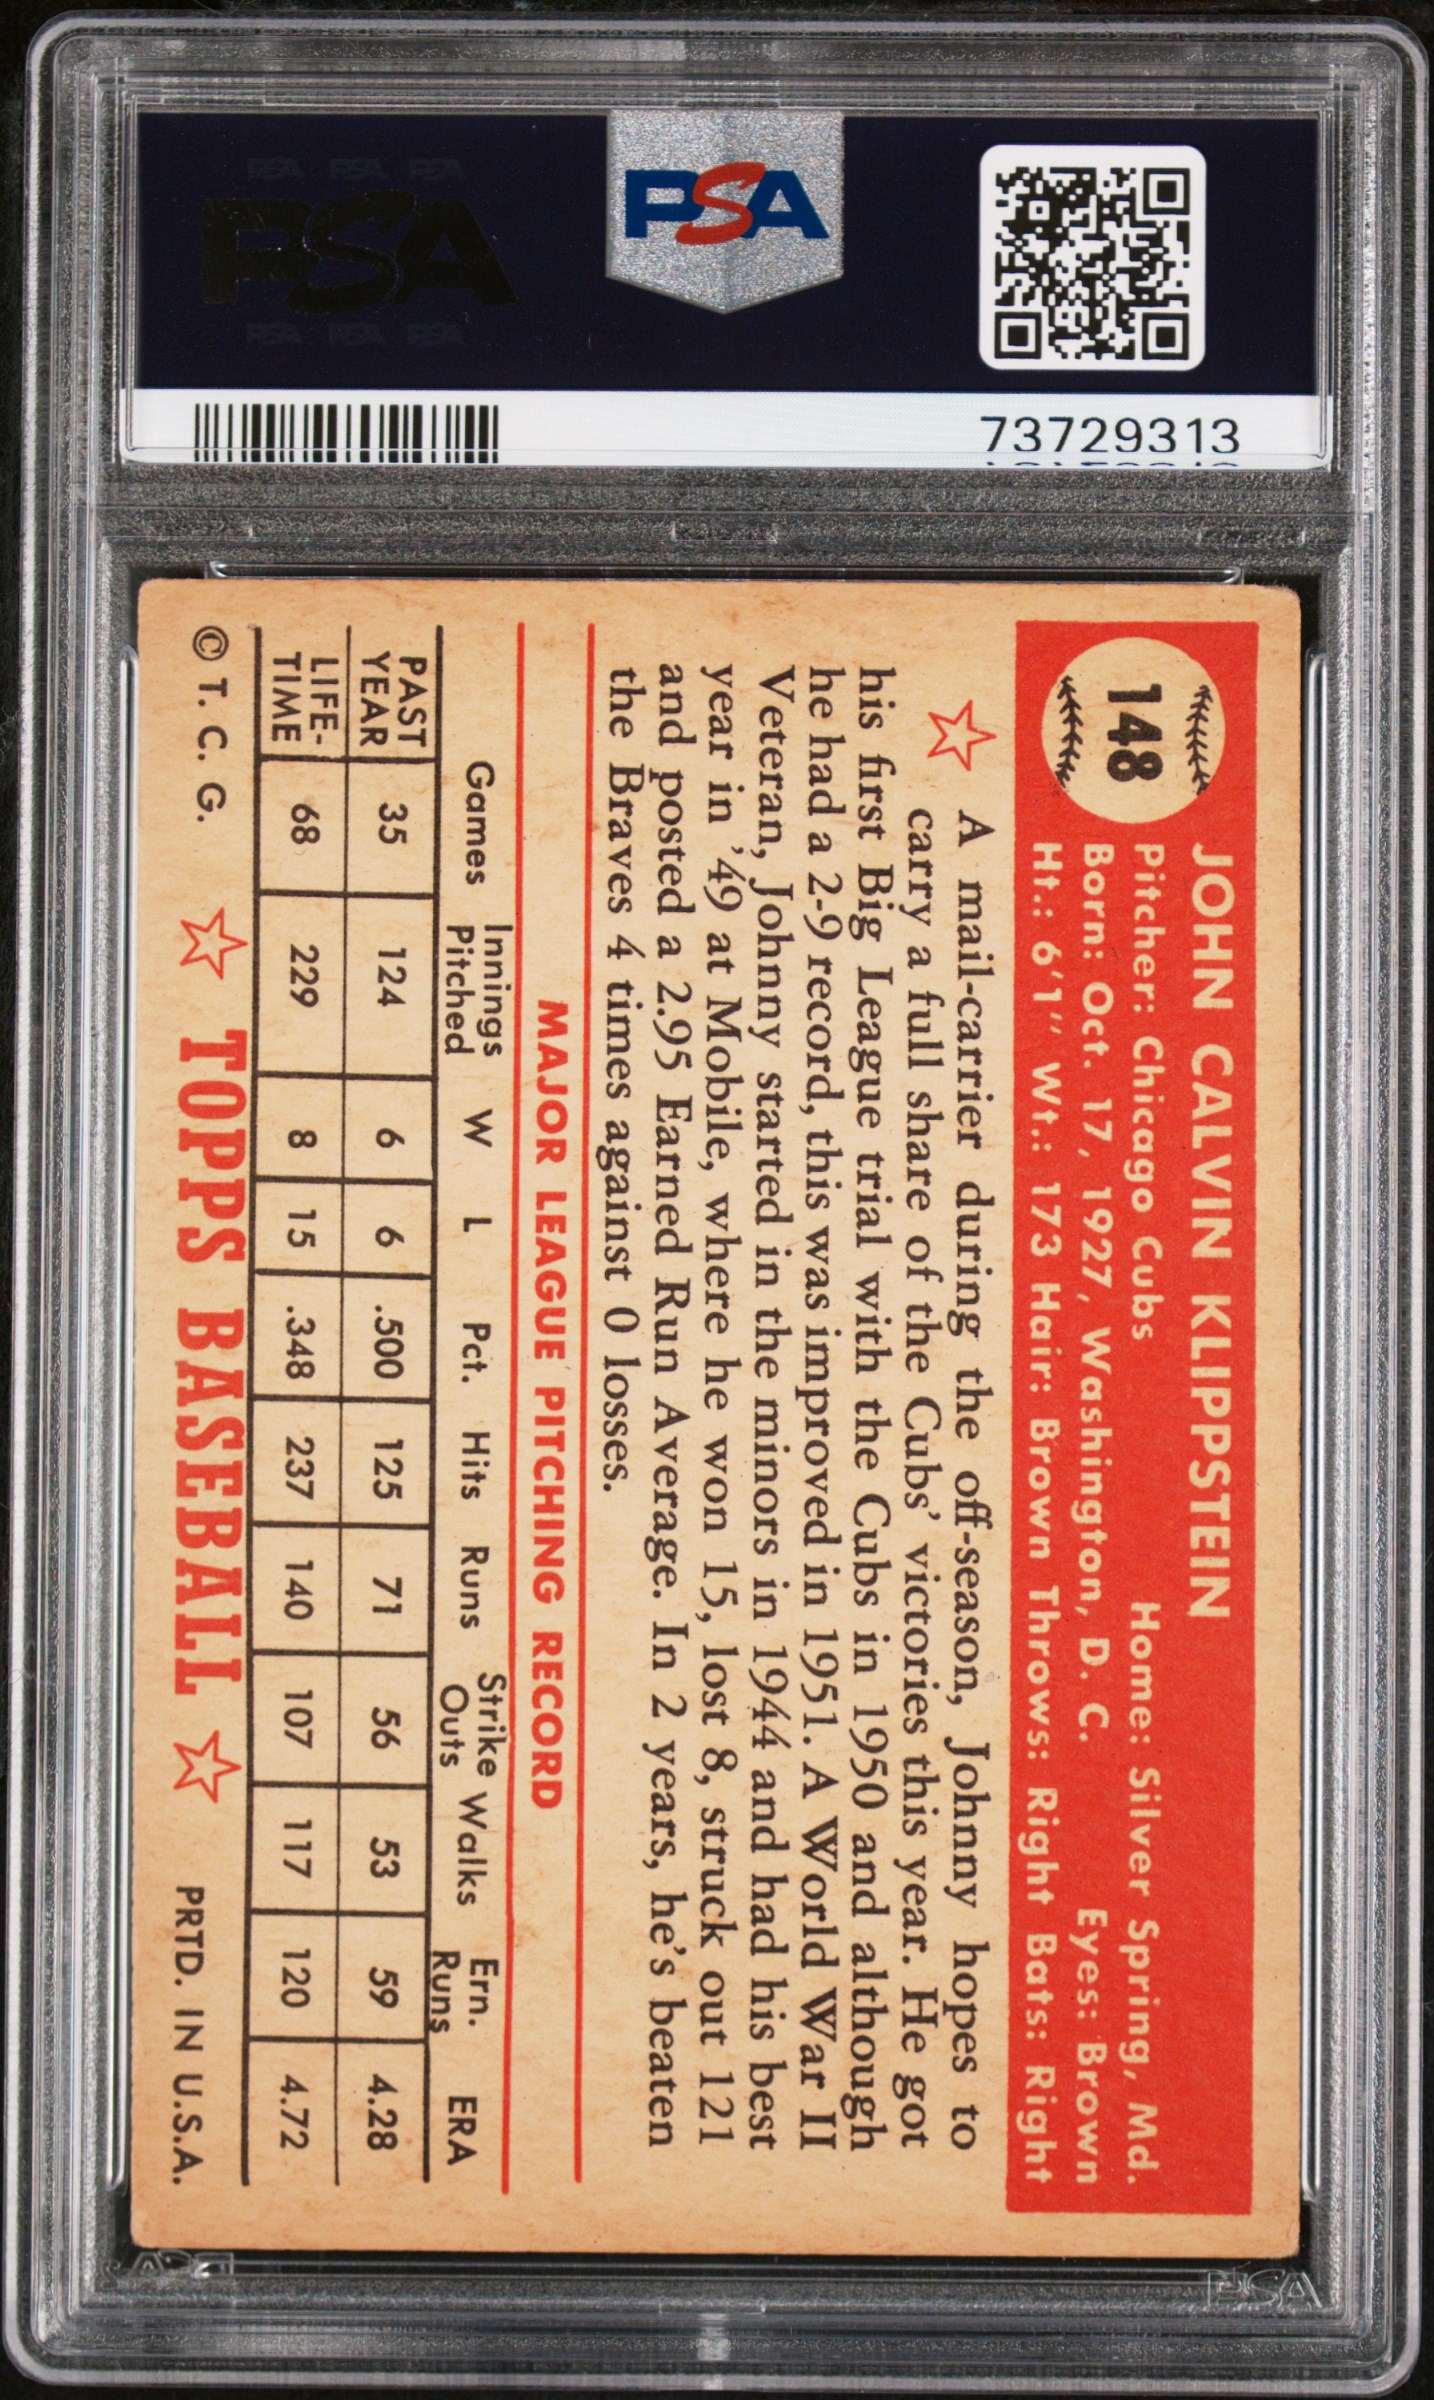 PSA
PSA PSA PSA
PSA
PSA PSA PSA
73729313
148
JOHN CALVIN KLIPPSTEIN
Pitcher: Chicago Cubs Home: Silver Spring, Md.
Born: Oct. 17, 1927, Washington, D. C. Eyes: Brown
Ht.: 6'1" Wt.: 173 Hair: Brown Throws: Right Bats: Right
A mail-carrier during the off-season, Johnny hopes to
carry a full share of the Cubs' victories this year. He got
his first Big League trial with the Cubs in 1950 and although
he had a 2-9 record, this was improved in 1951. A World War II
Veteran, Johnny started in the minors in 1944 and had his best
year in '49 at Mobile, where he won 15, lost 8, struck out 121
and posted a 2.95 Earned Run Average. In 2 years, he's beaten
the Braves 4 times against 0 losses.
MAJOR LEAGUE PITCHING RECORD
Games Innings Pitched W L Pct. Hits Runs Strike Outs Walks Ern. Runs ERA
PAST YEAR 35 124 6 6 .500 125 71 56 53 59 4.28
LIFE-TIME 68 229 8 15 .348 237 140 107 117 120 4.72
© T. C. G. TOPPS BASEBALL PRTD. IN U.S.A.
PSA